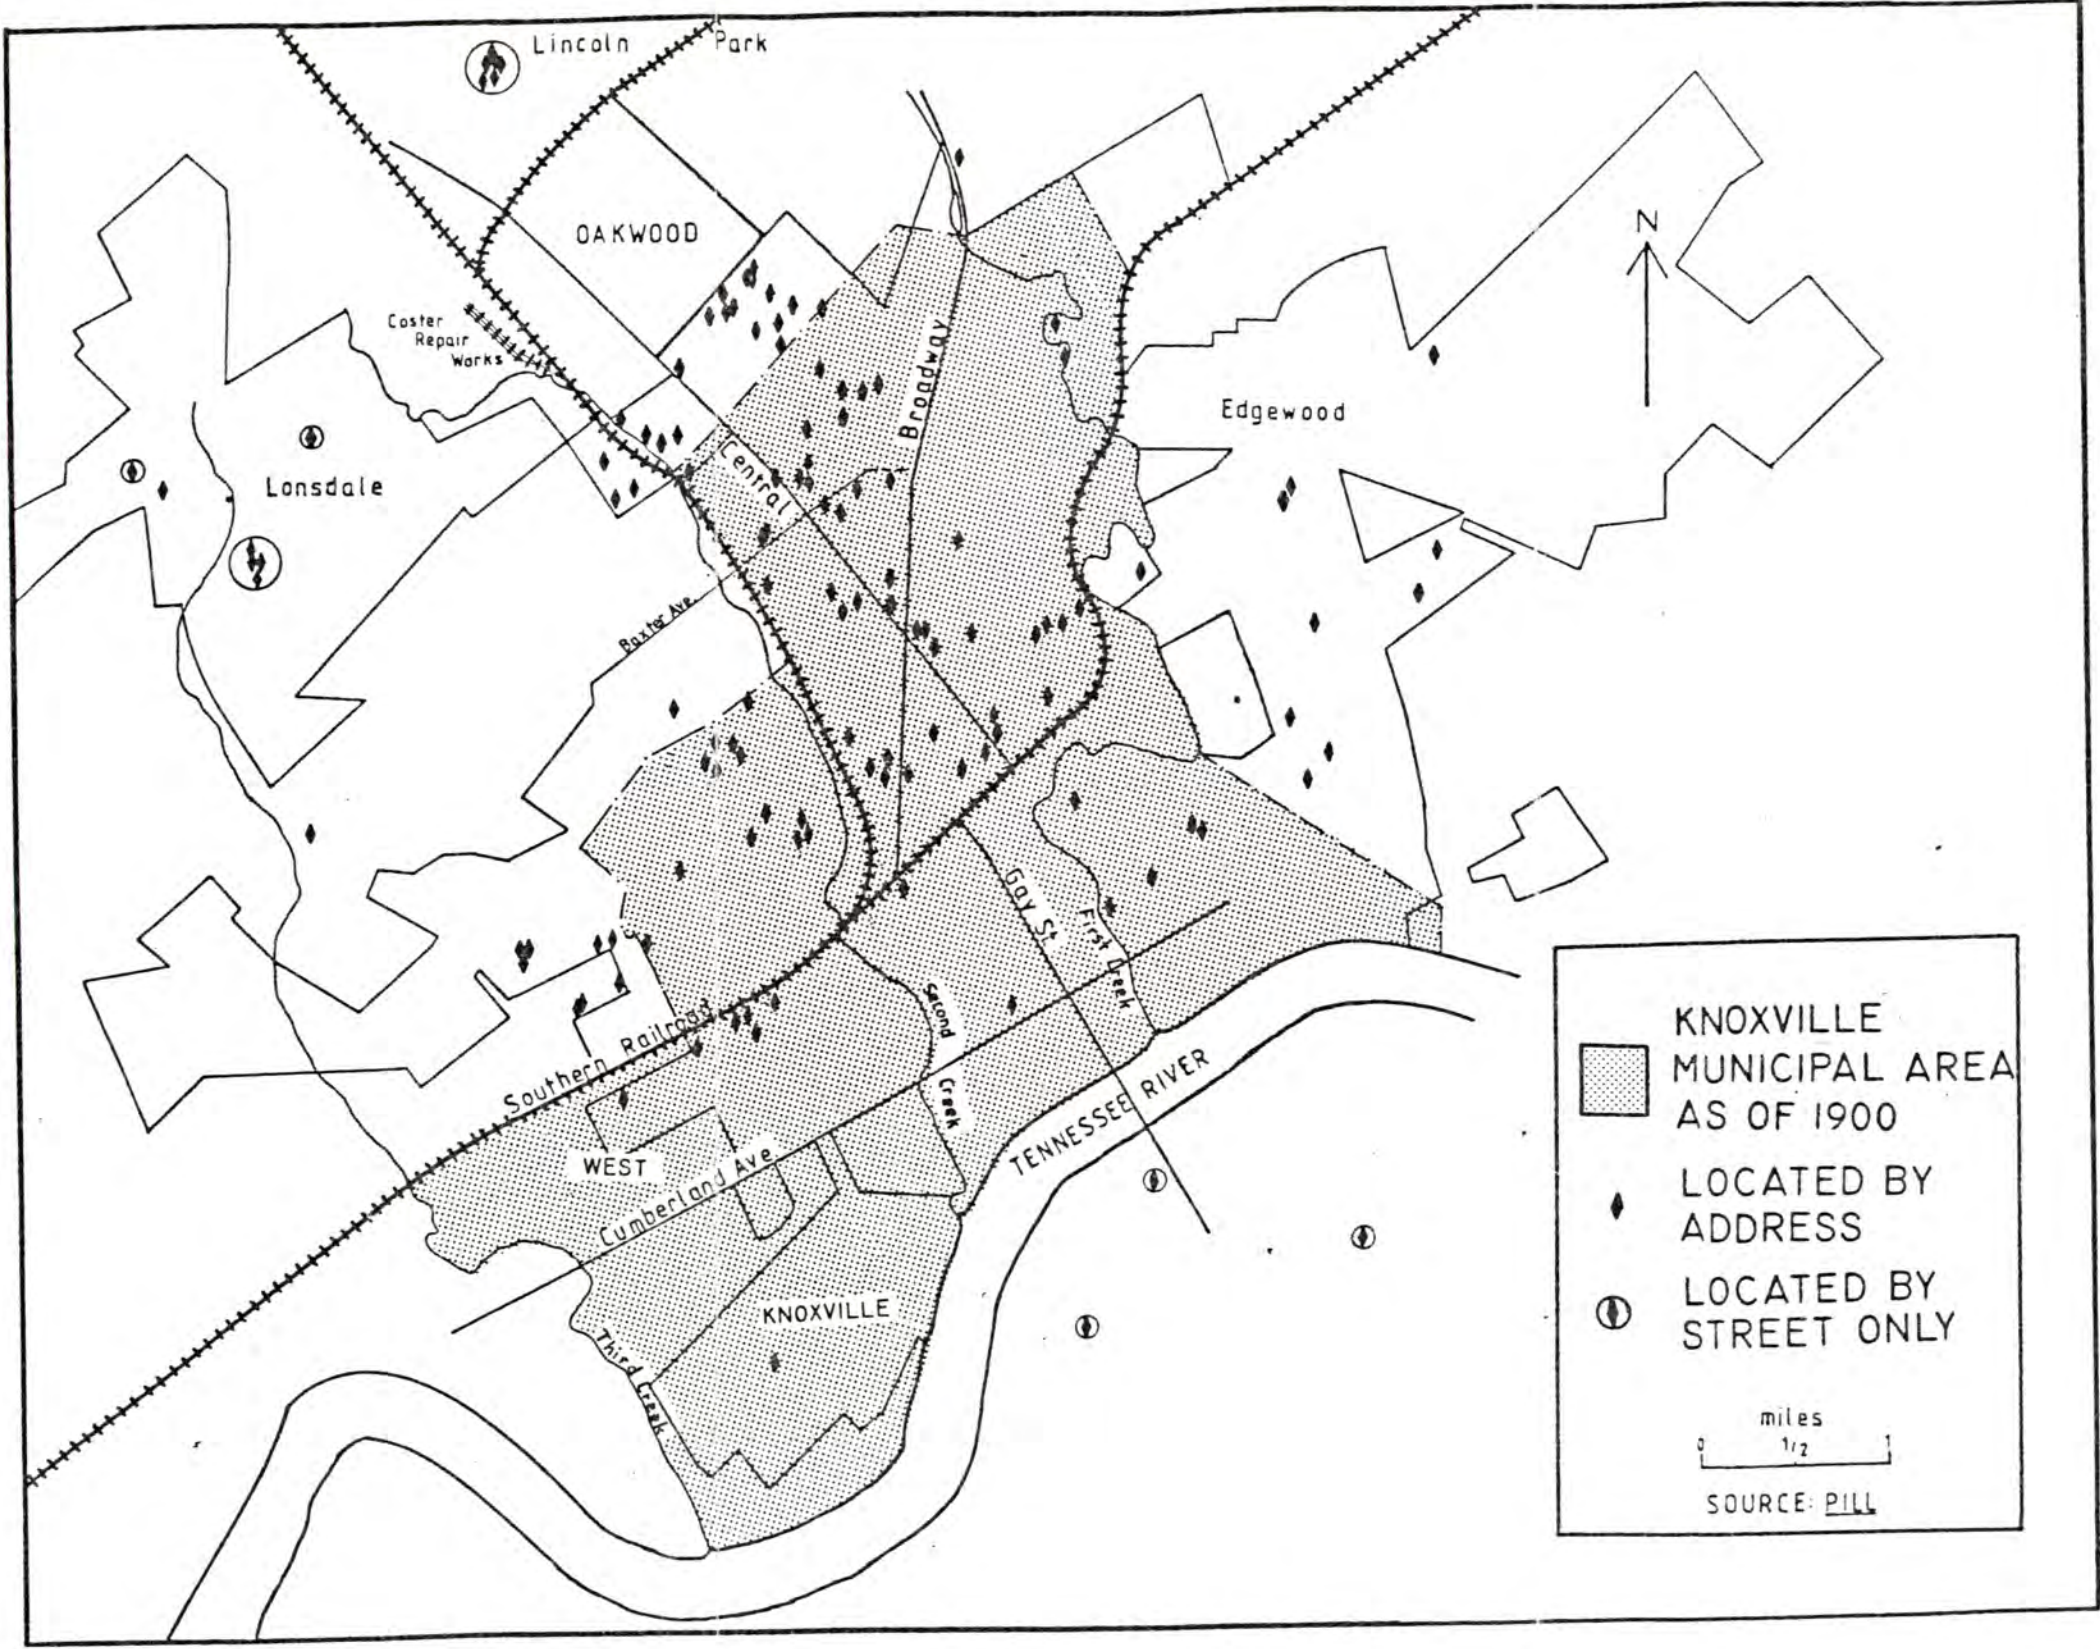 Lincoln Park
OAKWOOD
N
Coster
Repair
Works
Broadway
Edgewood
Central
Lonsdale
Baxter Ave.
Gay St.
First Creek
Second Creek
Southern Railroad
WEST
Cumberland Ave
TENNESSEE RIVER
KNOXVILLE
Third Creek
KNOXVILLE
MUNICIPAL AREA
AS OF 1900
LOCATED BY
ADDRESS
LOCATED BY
STREET ONLY
miles
0 1/2 1
SOURCE: PILL